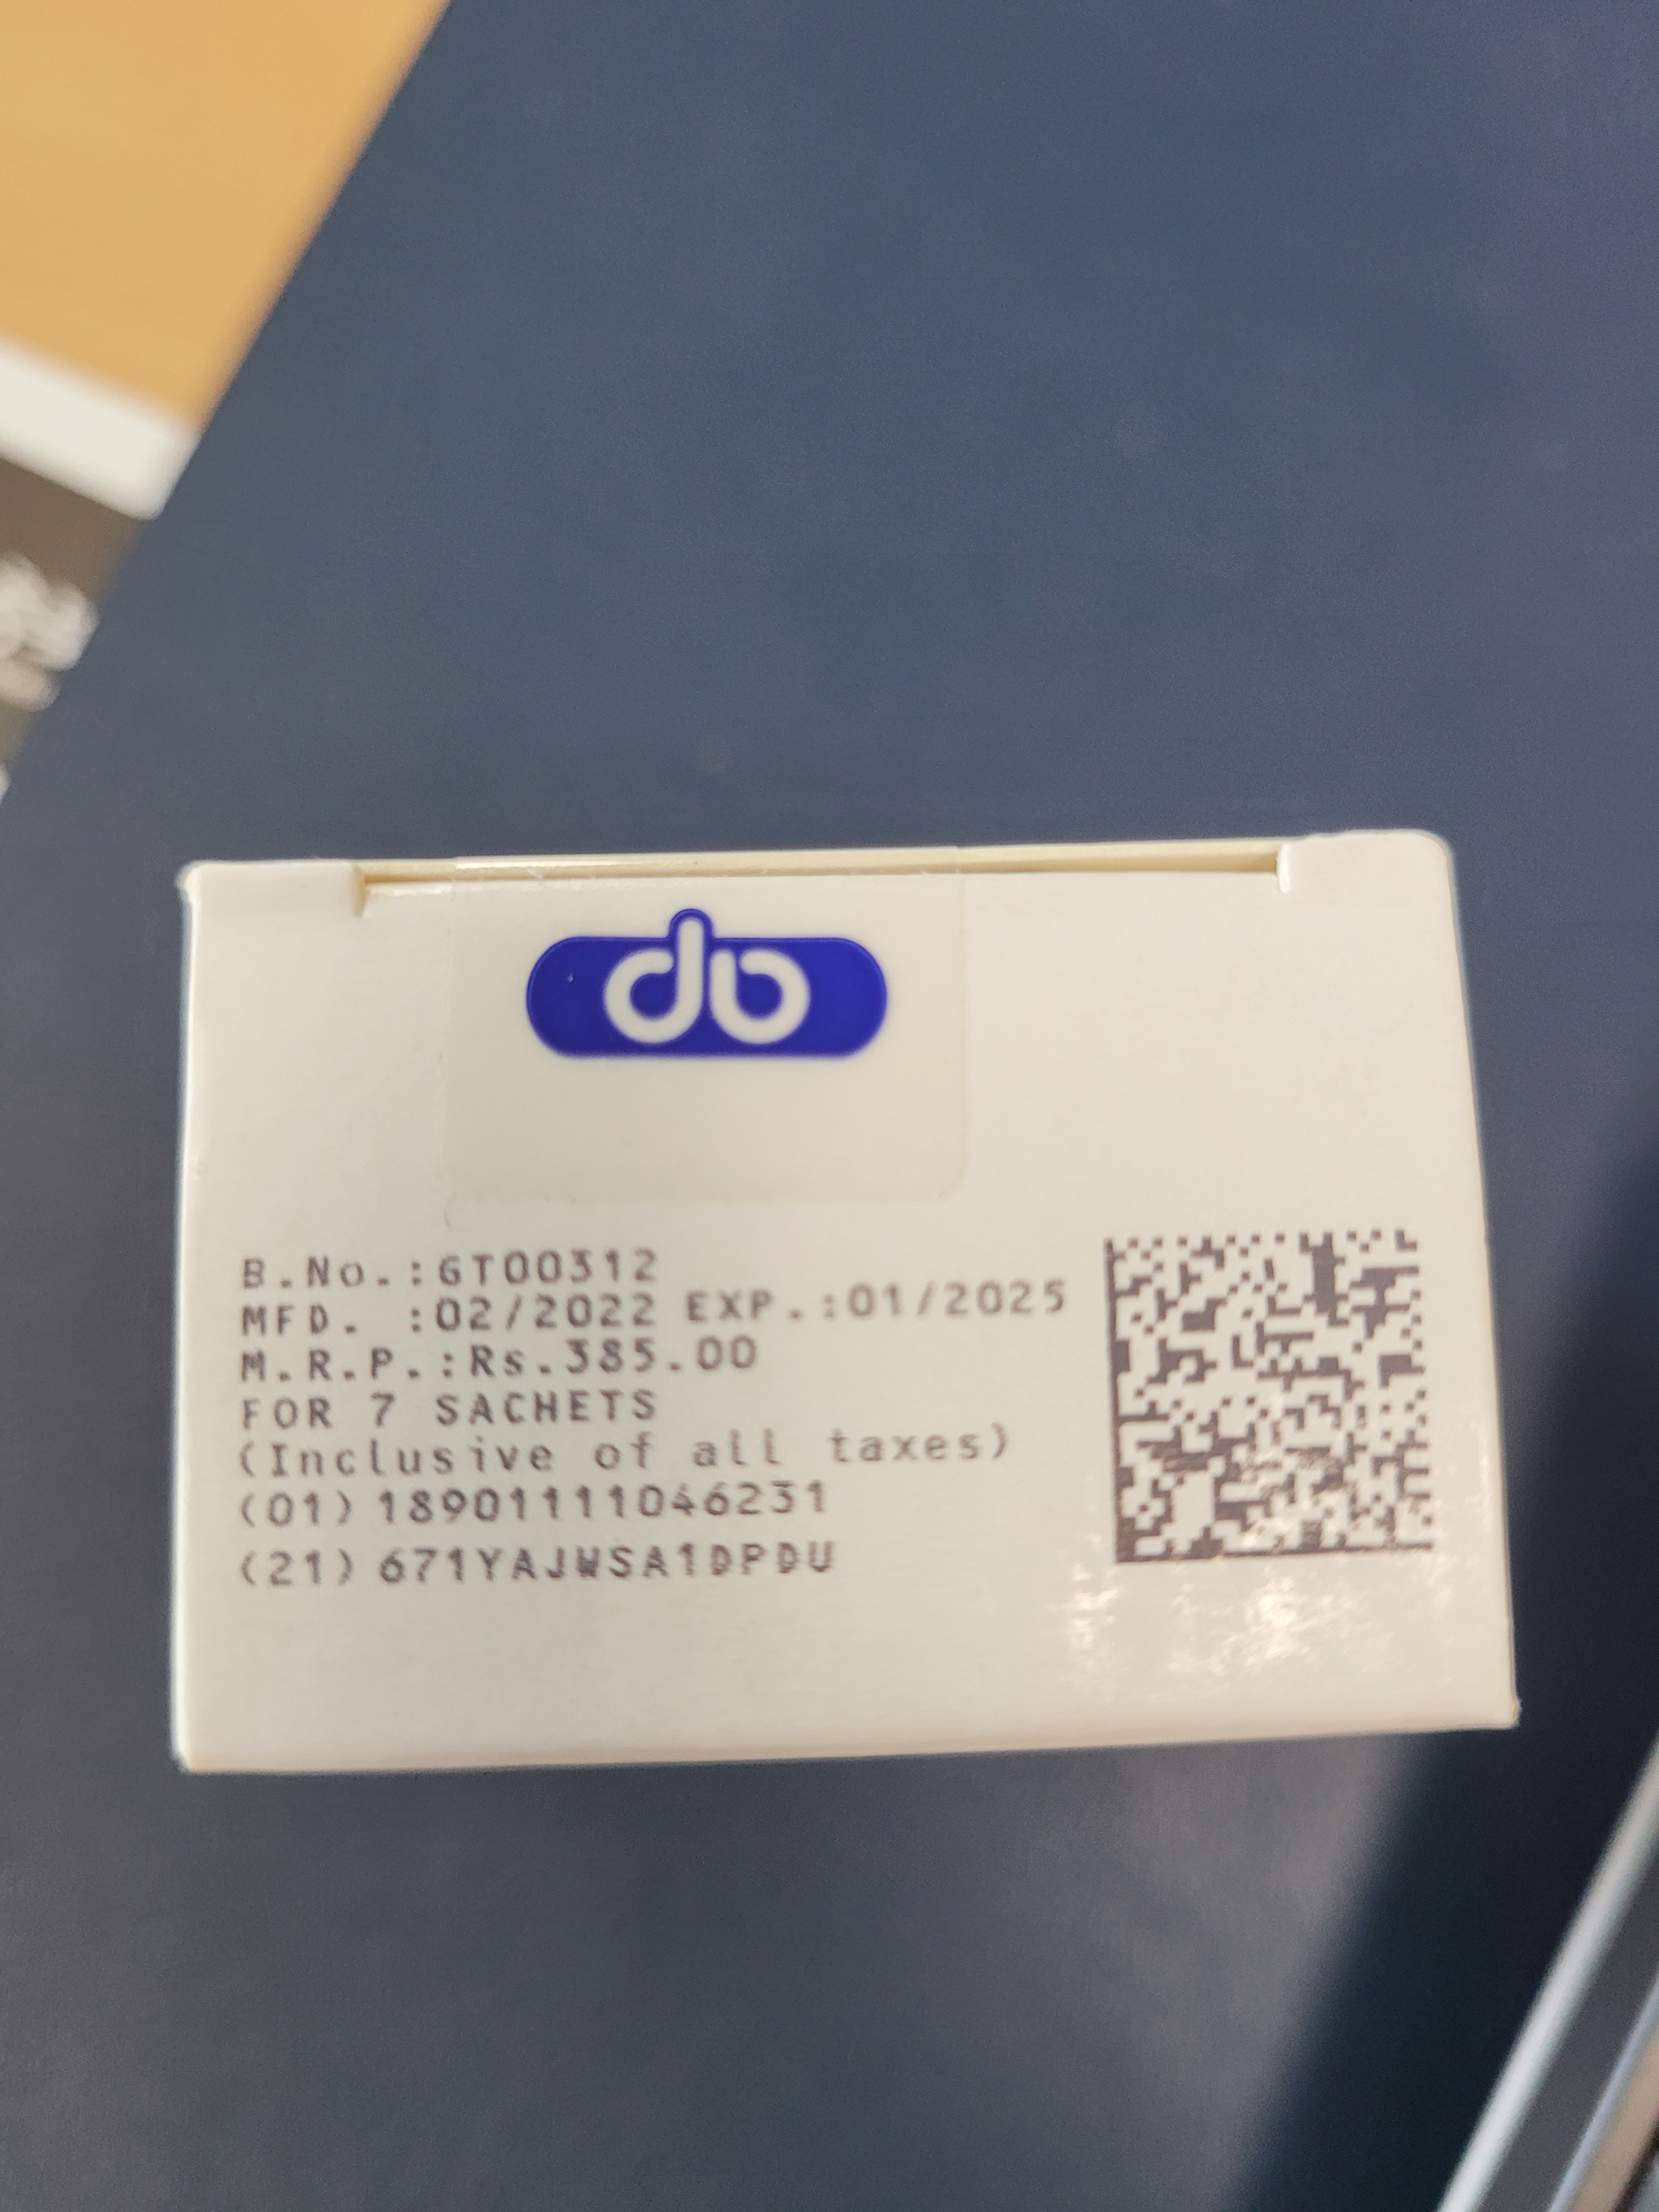 db
B.No.:GT00312
MFD. :02/2022 EXP.:01/2025
M.R.P.:Rs.385.00
FOR 7 SACHETS
(Inclusive of all taxes)
(01)18901111046231
(21)671YAJWSA1DPDU